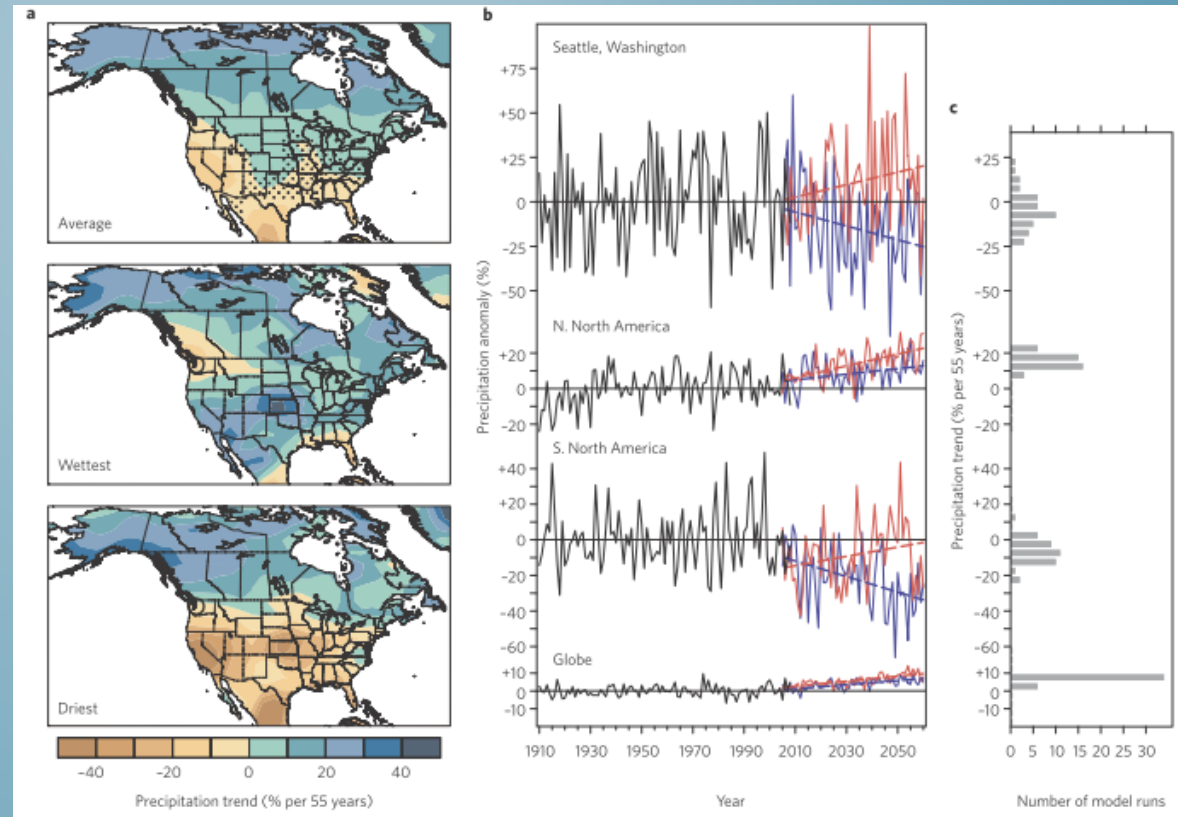 a
Average
Wettest
Driest
−40 −20 0 20 40
Precipitation trend (% per 55 years)
b
Precipitation anomaly (%)
Seattle, Washington
+75
+50
+25
0
−25
−50
N. North America
+20
0
−20
S. North America
+40
+20
0
−20
−40
−60
Globe
+10
0
−10
1910 1930 1950 1970 1990 2010 2030 2050
Year
c
Precipitation trend (% per 55 years)
+25
0
−25
−50
+20
0
−20
+40
+20
0
−20
−40
−60
+10
0
−10
0 5 10 15 20 25 30
Number of model runs